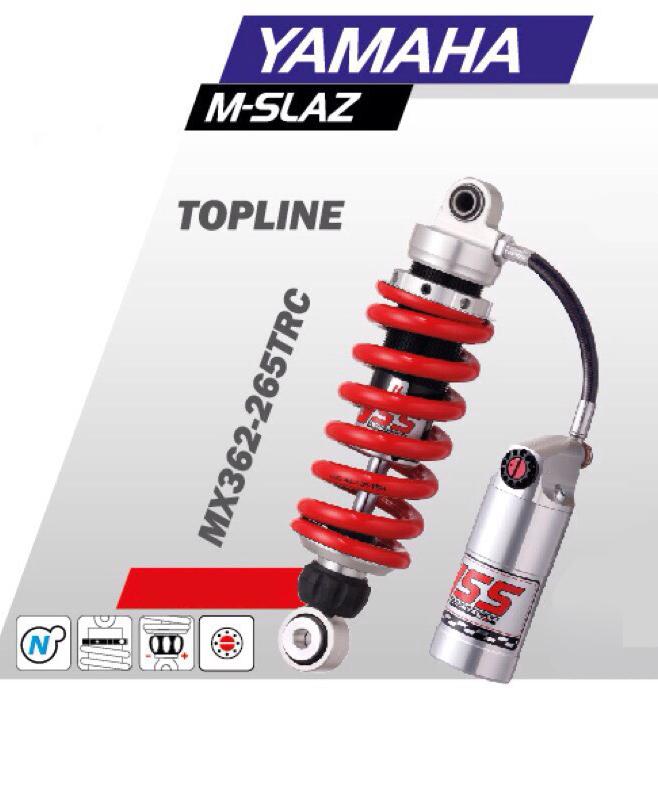 YAMAHA
M-SLAZ
TOPLINE
MX362-265TRC
YSS
YSS
N
- +